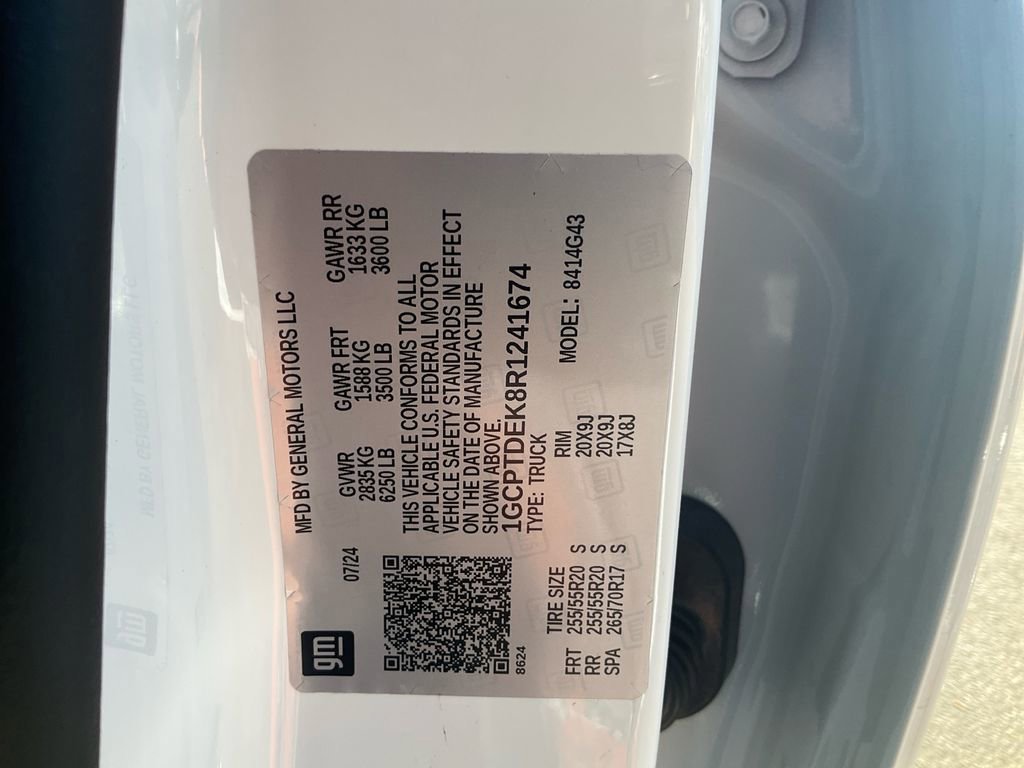 MFD BY GENERAL MOTORS LLC
07/24
GVWR GAWR FRT GAWR RR
2835 KG 1588 KG 1633 KG
6250 LB 3500 LB 3600 LB
THIS VEHICLE CONFORMS TO ALL
APPLICABLE U.S. FEDERAL MOTOR
VEHICLE SAFETY STANDARDS IN EFFECT
ON THE DATE OF MANUFACTURE
SHOWN ABOVE.
1GCPTDEK8R1241674
TYPE: TRUCK
gm
8624
MODEL: 8414G43
TIRE SIZE RIM
FRT 255/55R20 S 20X9J
RR 255/55R20 S 20X9J
SPA 265/70R17 S 17X8J